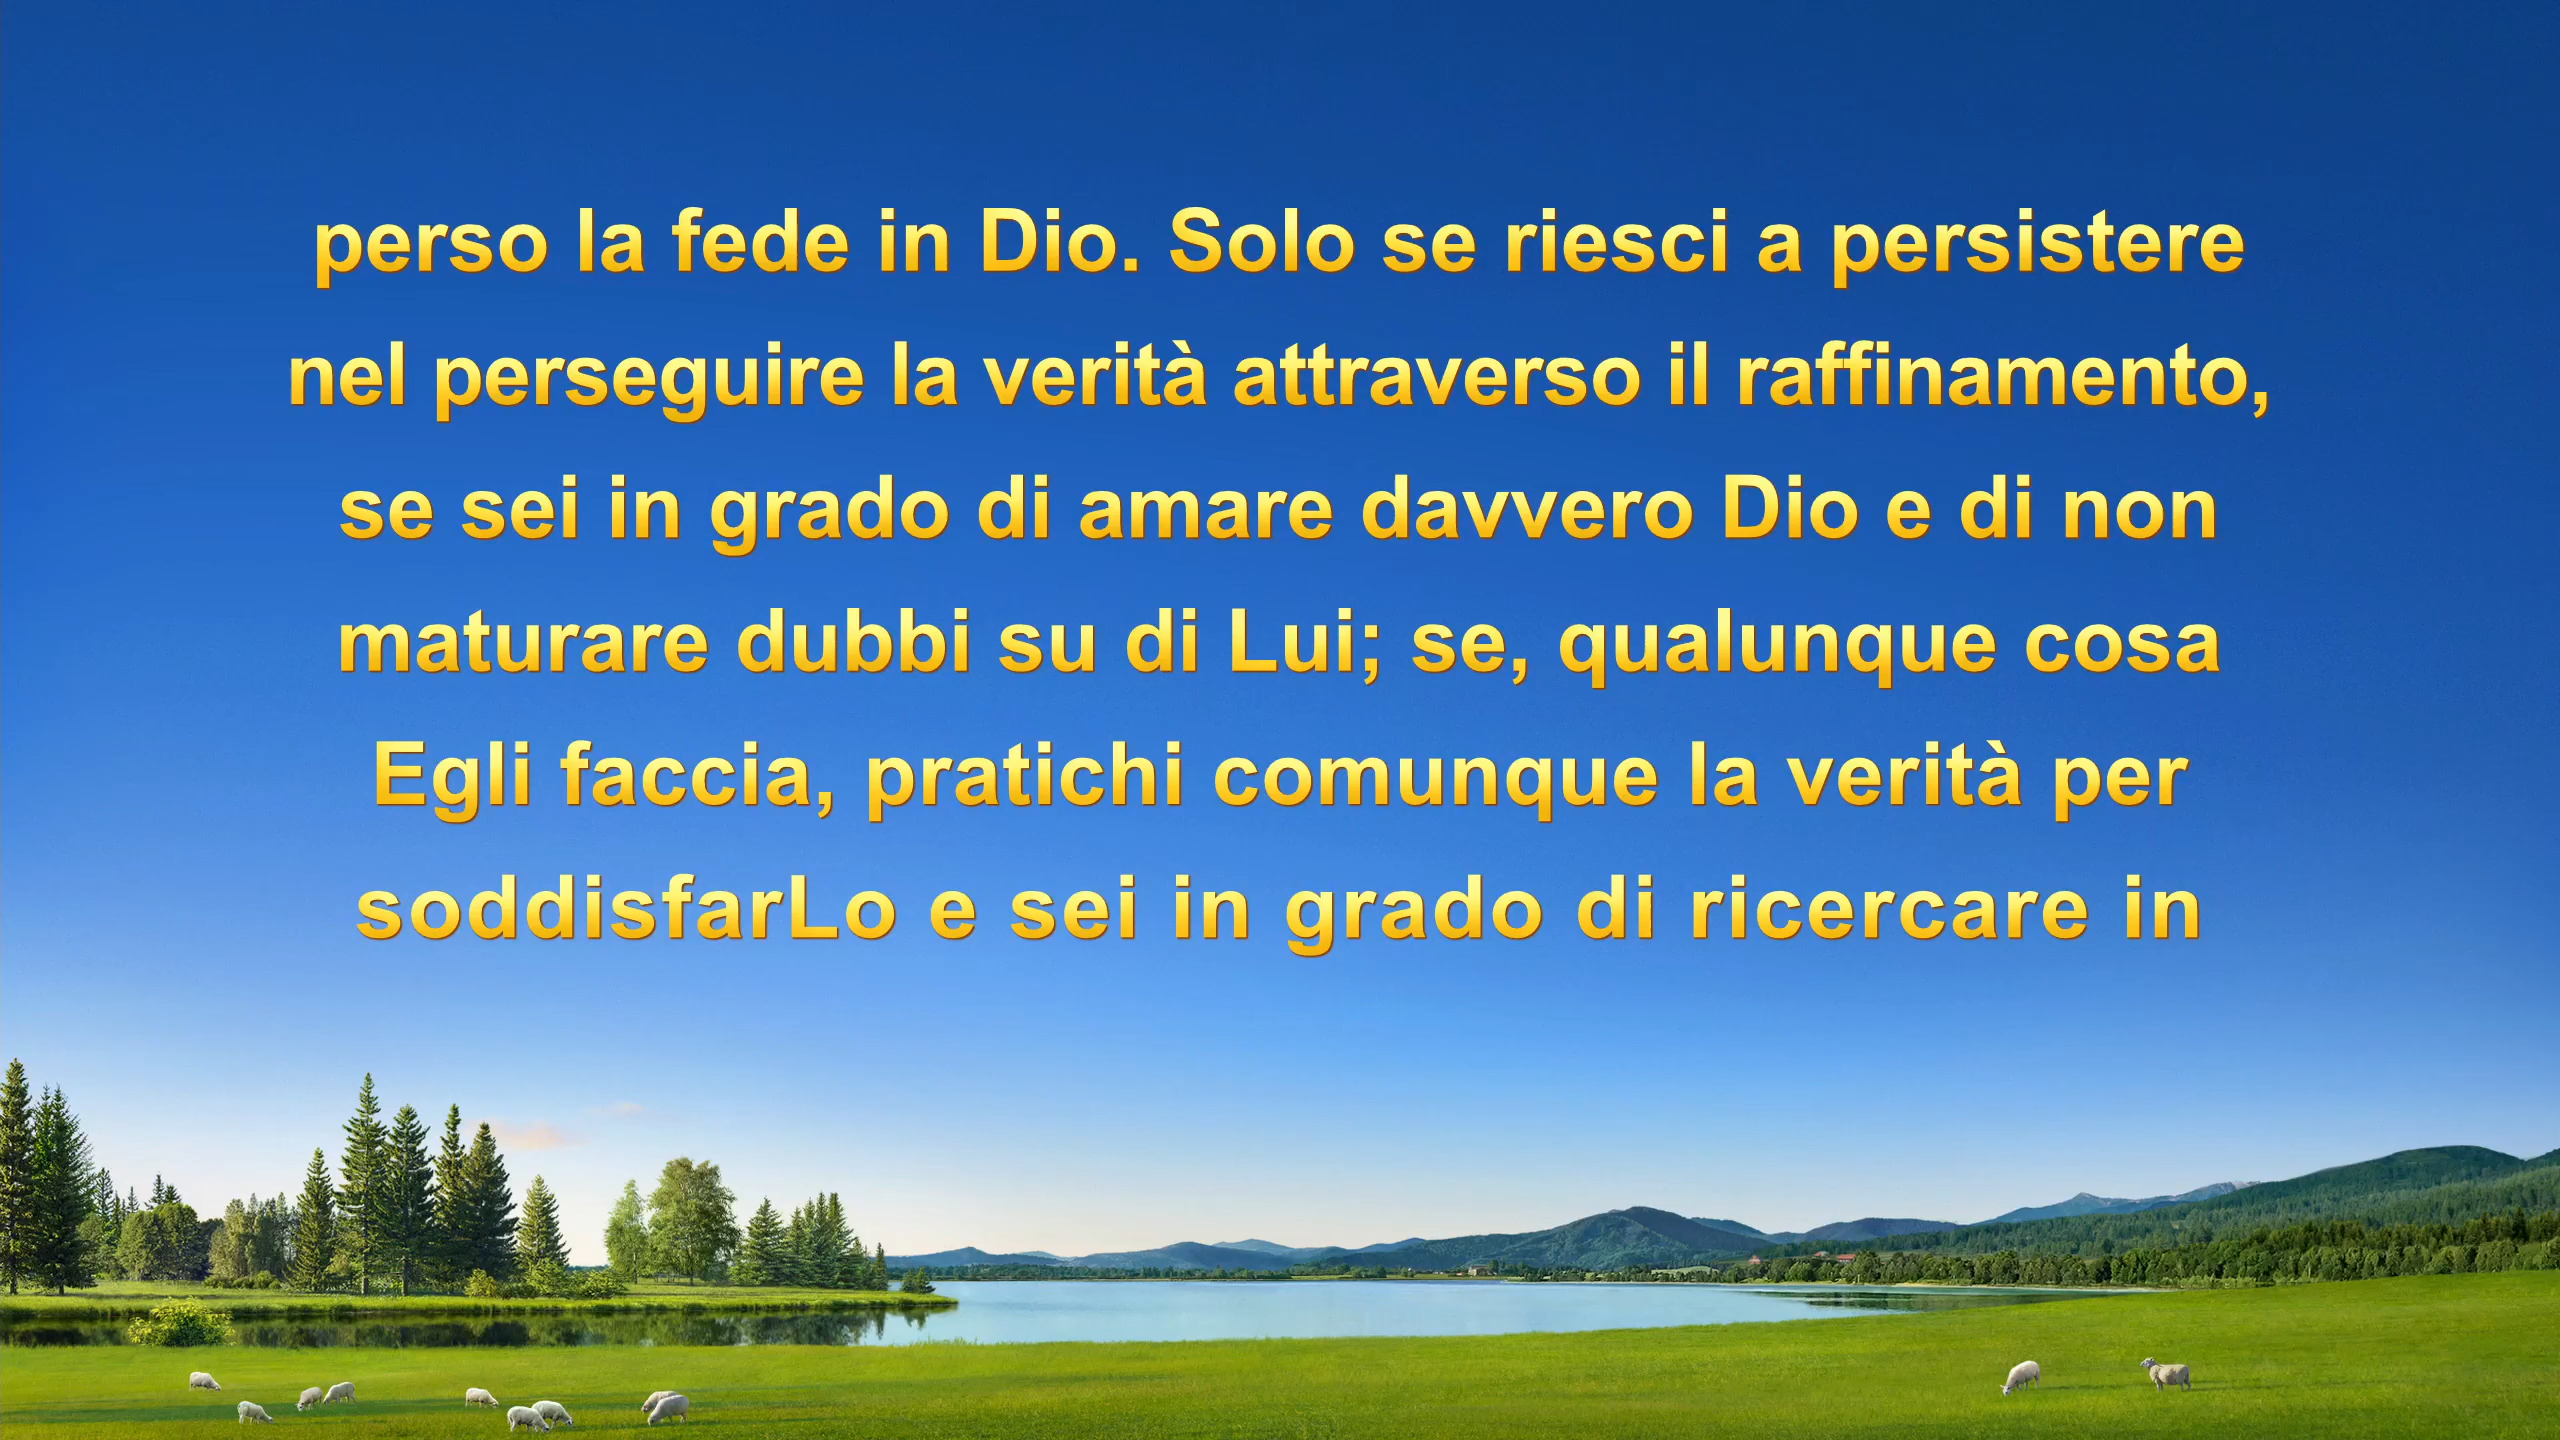 perso la fede in Dio. Solo se riesci a persistere
nel perseguire la verità attraverso il raffinamento,
se sei in grado di amare davvero Dio e di non
maturare dubbi su di Lui; se, qualunque cosa
Egli faccia, pratichi comunque la verità per
soddisfarLo e sei in grado di ricercare in